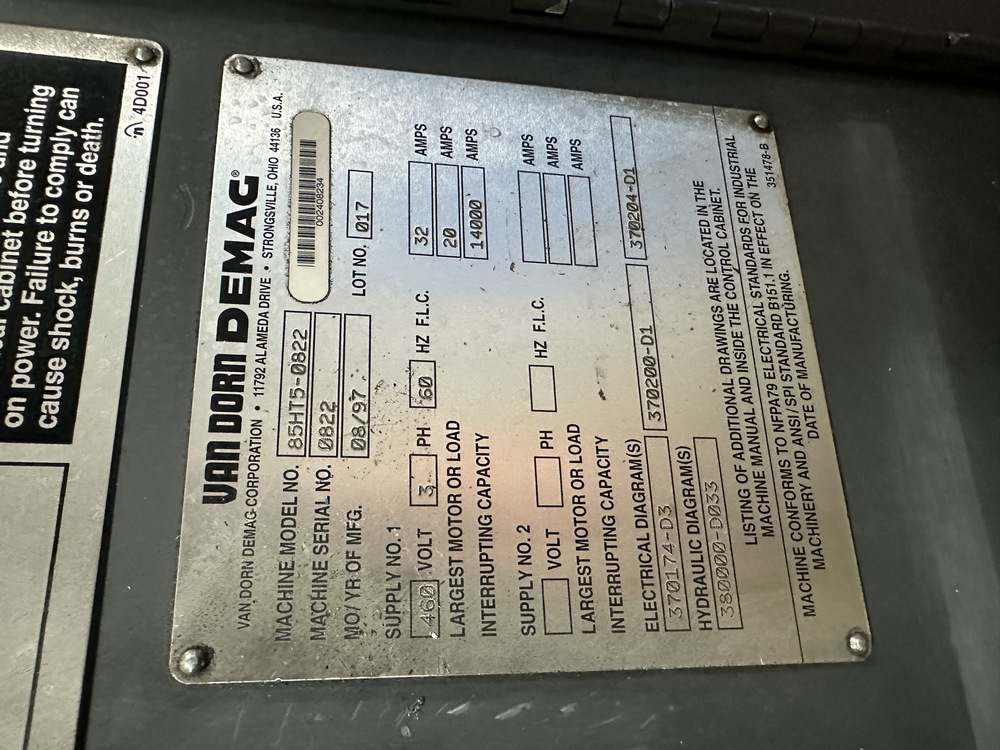 nd
ur cabinet before turning
on power. Failure to comply can
cause shock, burns or death.
4D001
VAN DORN DEMAG®
VAN DORN DEMAG CORPORATION • 11792 ALAMEDA DRIVE • STRONGSVILLE, OHIO 44136 U.S.A.
MACHINE MODEL NO. 85HT5-0822
002408234
MACHINE SERIAL NO. 0822
MO/YR OF MFG. 08/97 LOT NO. 017
SUPPLY NO. 1
460 VOLT 3 PH 60 HZ F.L.C. 32 AMPS
LARGEST MOTOR OR LOAD 20 AMPS
INTERRUPTING CAPACITY 14000 AMPS
SUPPLY NO. 2
VOLT PH HZ F.L.C. AMPS
LARGEST MOTOR OR LOAD AMPS
INTERRUPTING CAPACITY AMPS
ELECTRICAL DIAGRAM(S)
370174-D3 370200-D1 370204-D1
HYDRAULIC DIAGRAM(S)
380000-D033
LISTING OF ADDITIONAL DRAWINGS ARE LOCATED IN THE
MACHINE MANUAL AND INSIDE THE CONTROL CABINET.
MACHINE CONFORMS TO NFPA79 ELECTRICAL STANDARDS FOR INDUSTRIAL
MACHINERY AND ANSI/SPI STANDARD B151.1 IN EFFECT ON THE
DATE OF MANUFACTURING.
351478-B